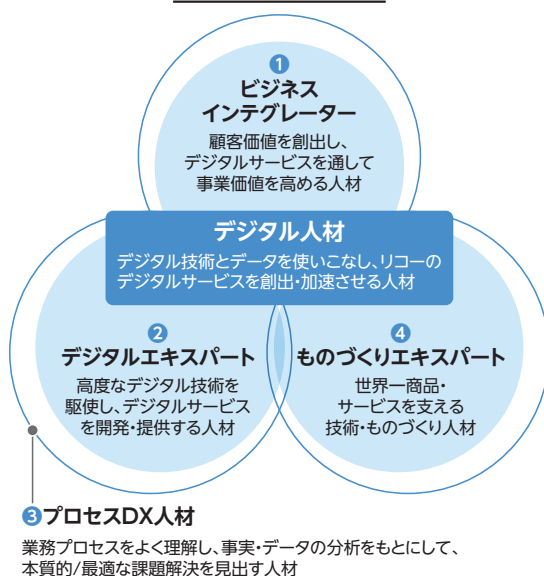 ❶
ビジネス
インテグレーター
顧客価値を創出し、
デジタルサービスを通して
事業価値を高める人材
デジタル人材
デジタル技術とデータを使いこなし、リコーの
デジタルサービスを創出・加速させる人材
❷
デジタルエキスパート
高度なデジタル技術を
駆使し、デジタルサービス
を開発・提供する人材
❹
ものづくりエキスパート
世界一商品・
サービスを支える
技術・ものづくり人材
❸プロセスDX人材
業務プロセスをよく理解し、事実・データの分析をもとにして、
本質的/最適な課題解決を見出す人材